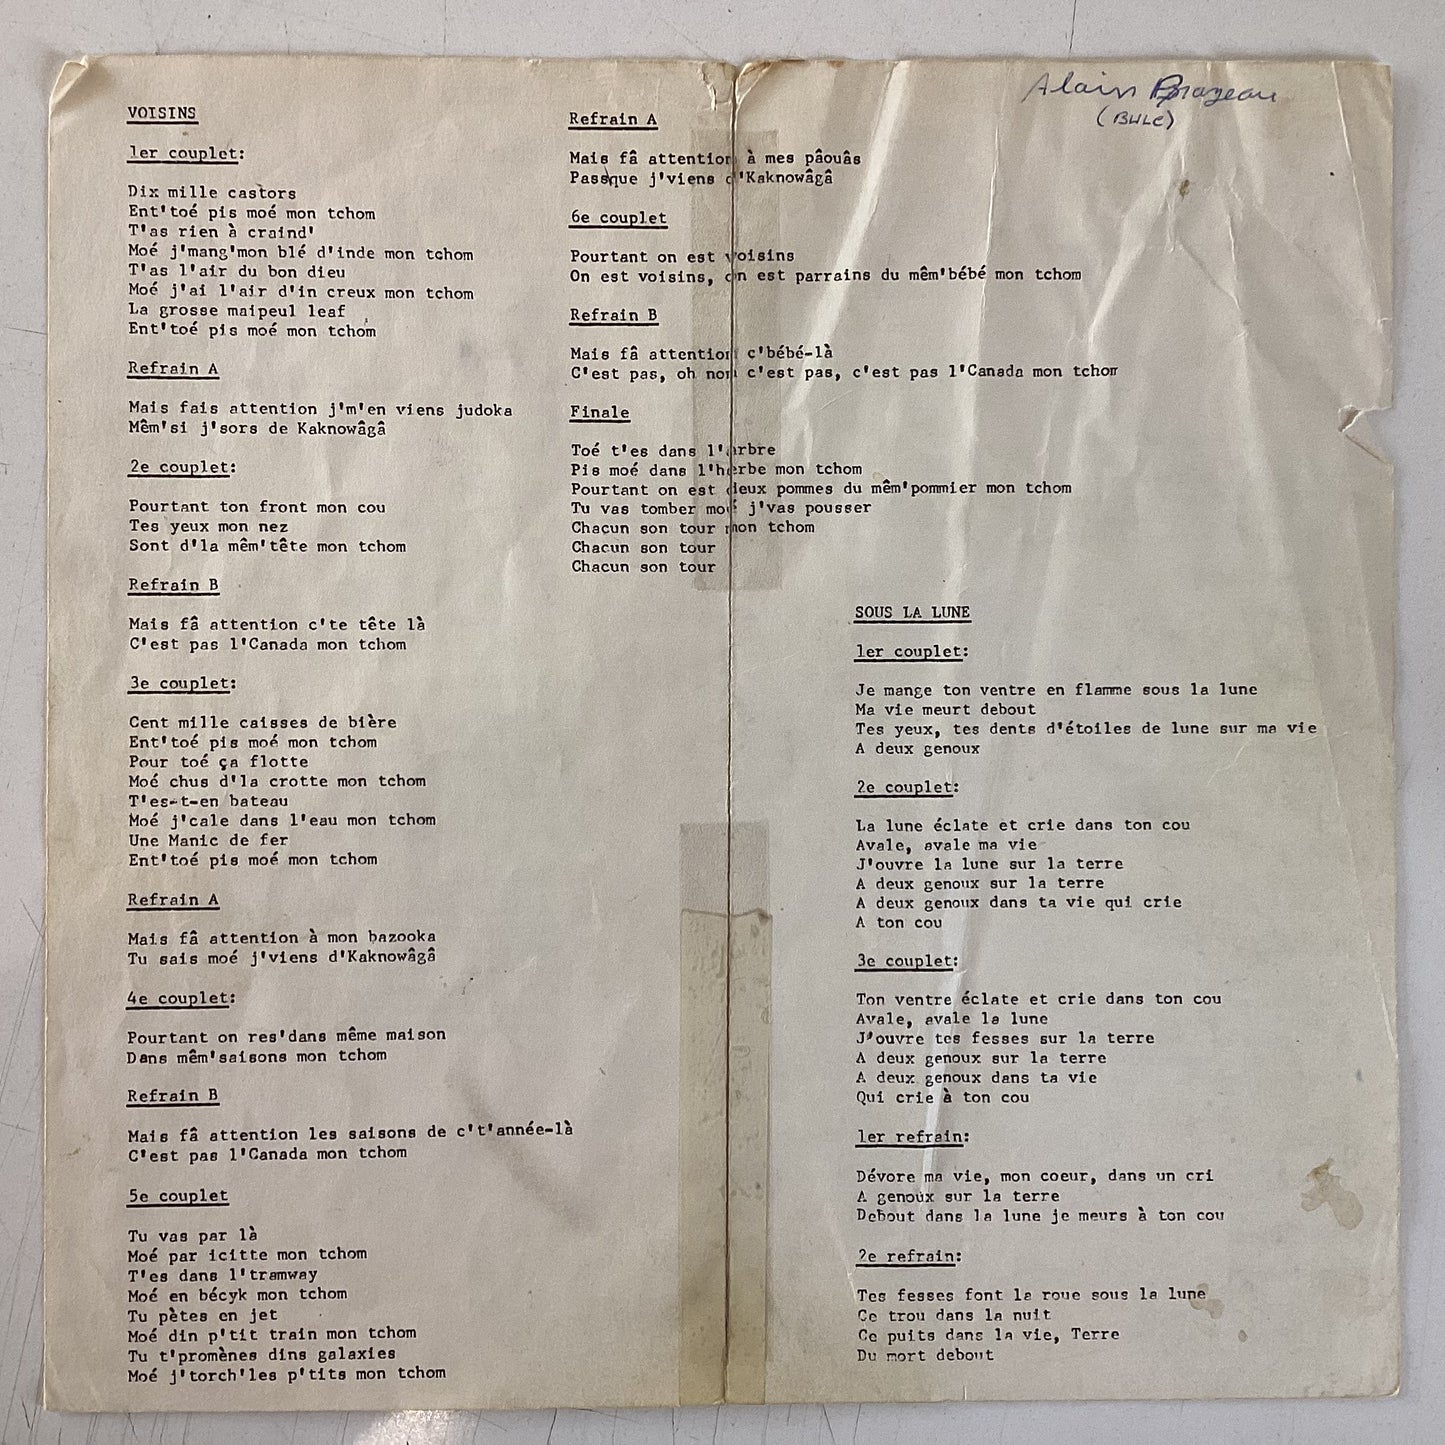 VOISINS
1er couplet:
Dix mille castors
Ent'toé pis moé mon tchom
T'as rien à craind'
Moé j'mang'mon blé d'inde mon tchom
T'as l'air du bon dieu
Moé j'ai l'air d'in creux mon tchom
La grosse maipeul leaf
Ent'toé pis moé mon tchom
Refrain A
Mais fais attention j'm'en viens judoka
Mêm'si j'sors de Kaknowâgâ
2e couplet:
Pourtant ton front mon cou
Tes yeux mon nez
Sont d'la mêm'tête mon tchom
Refrain B
Mais fâ attention c'te tête là
C'est pas l'Canada mon tchom
3e couplet:
Cent mille caisses de bière
Ent'toé pis moé mon tchom
Pour toé ça flotte
Moé chus d'la crotte mon tchom
T'es-t-en bateau
Moé j'cale dans l'eau mon tchom
Une Manic de fer
Ent'toé pis moé mon tchom
Refrain A
Mais fâ attention à mon bazooka
Tu sais moé j'viens d'Kaknowâgâ
4e couplet:
Pourtant on res'dans même maison
Dans mêm'saisons mon tchom
Refrain B
Mais fâ attention les saisons de c't'année-là
C'est pas l'Canada mon tchom
5e couplet
Tu vas par là
Moé par icitte mon tchom
T'es dans l'tramway
Moé en bécyk mon tchom
Tu pètes en jet
Moé din p'tit train mon tchom
Tu t'promènes dins galaxies
Moé j'torch'les p'tits mon tchom
Refrain A
Mais fâ attention à mes pâouâs
Passque j'viens d'Kaknowâgâ
6e couplet
Pourtant on est voisins
On est voisins, on est parrains du mêm'bébé mon tchom
Refrain B
Mais fâ attention c'bébé-là
C'est pas, oh non c'est pas, c'est pas l'Canada mon tchom
Finale
Toé t'es dans l'arbre
Pis moé dans l'herbe mon tchom
Pourtant on est deux pommes du mêm'pommier mon tchom
Tu vas tomber moé j'vas pousser
Chacun son tour mon tchom
Chacun son tour
Chacun son tour
Alain Brazeau
(BULE)
SOUS LA LUNE
1er couplet:
Je mange ton ventre en flamme sous la lune
Ma vie meurt debout
Tes yeux, tes dents d'étoiles de lune sur ma vie
A deux genoux
2e couplet:
La lune éclate et crie dans ton cou
Avale, avale ma vie
J'ouvre la lune sur la terre
A deux genoux sur la terre
A deux genoux dans ta vie qui crie
A ton cou
3e couplet:
Ton ventre éclate et crie dans ton cou
Avale, avale la lune
J'ouvre tes fesses sur la terre
A deux genoux sur la terre
A deux genoux dans ta vie
Qui crie à ton cou
1er refrain:
Dévore ma vie, mon coeur, dans un cri
A genoux sur la terre
Debout dans la lune je meurs à ton cou
2e refrain:
Tes fesses font la roue sous la lune
Ce trou dans la nuit
Ce puits dans la vie, Terre
Du mort debout